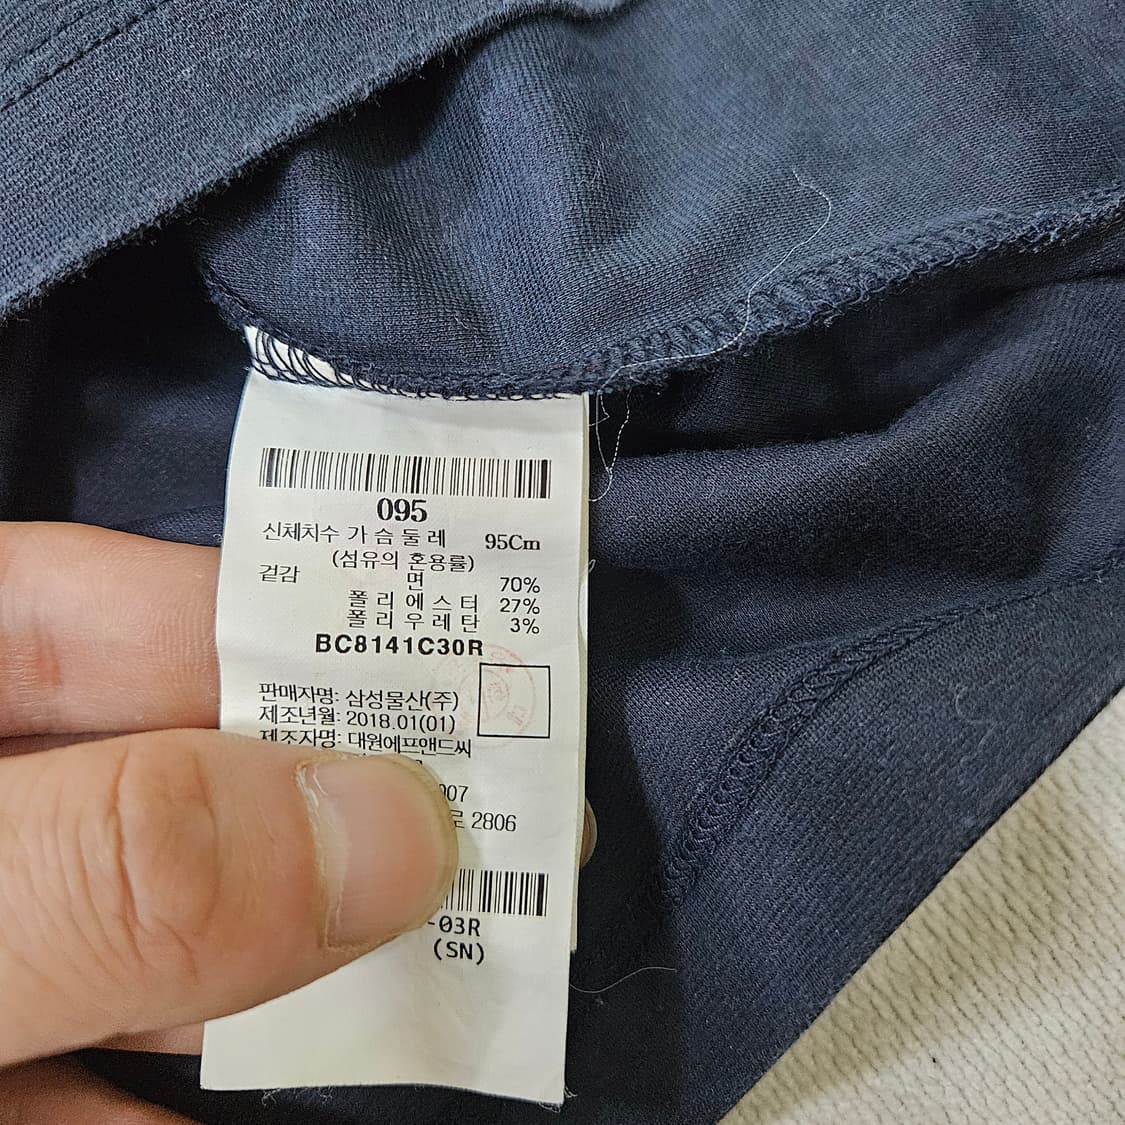 095
신체치수 가 슴 둘 레 95Cm
(섬유의 혼용률)
겉감 면 70%
폴 리 에 스 터 27%
폴 리 우 레 탄 3%
BC8141C30R
판매자명: 삼성물산(주)
제조년월: 2018.01(01)
제조자명: 대원에프앤드씨
007
로 2806
-03R
(SN)